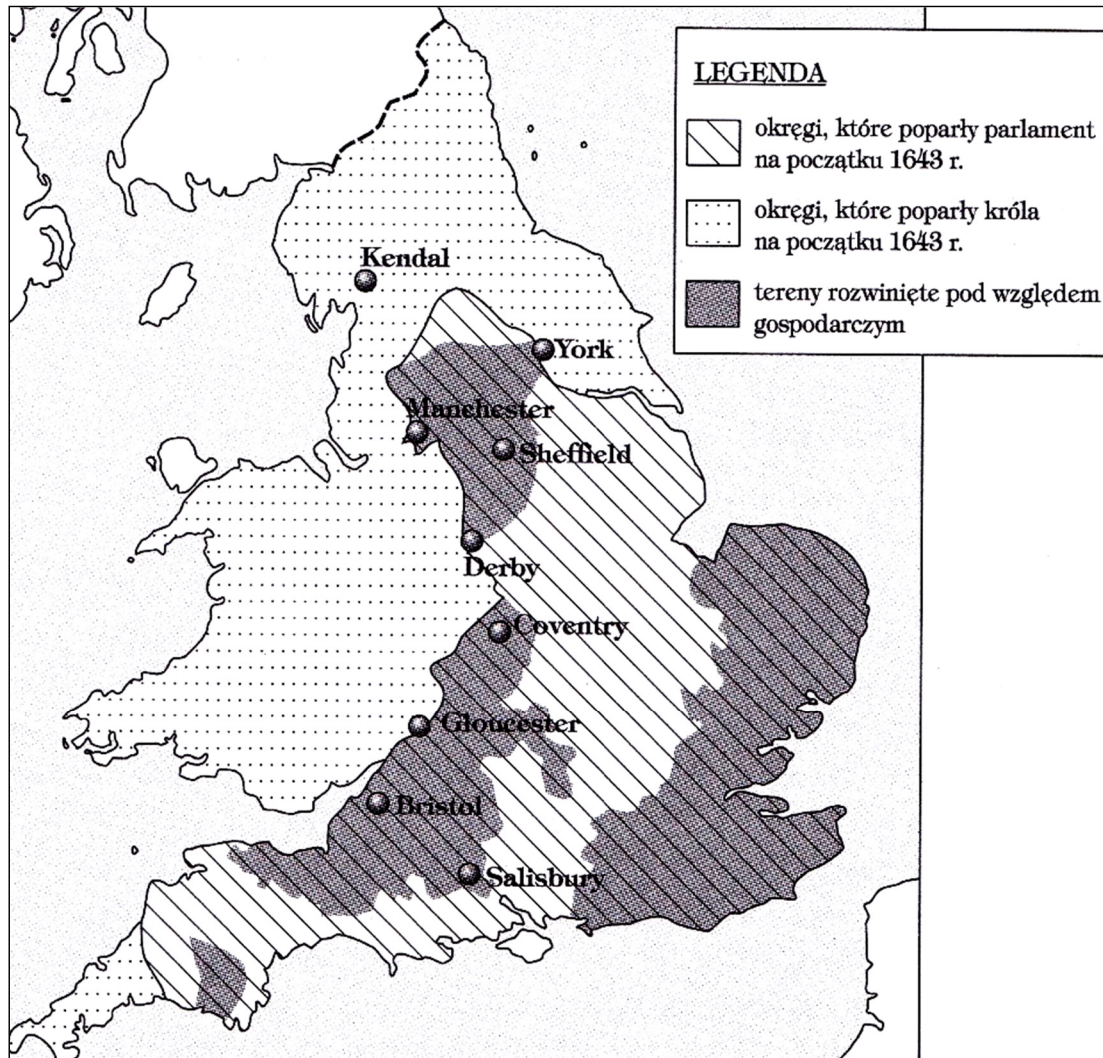 LEGENDA
okręgi, które poparły parlament
na początku 1643 r.
okręgi, które poparły króla
na początku 1643 r.
tereny rozwinięte pod względem
gospodarczym
Kendal
York
Manchester
Sheffield
Derby
Coventry
Gloucester
Bristol
Salisbury